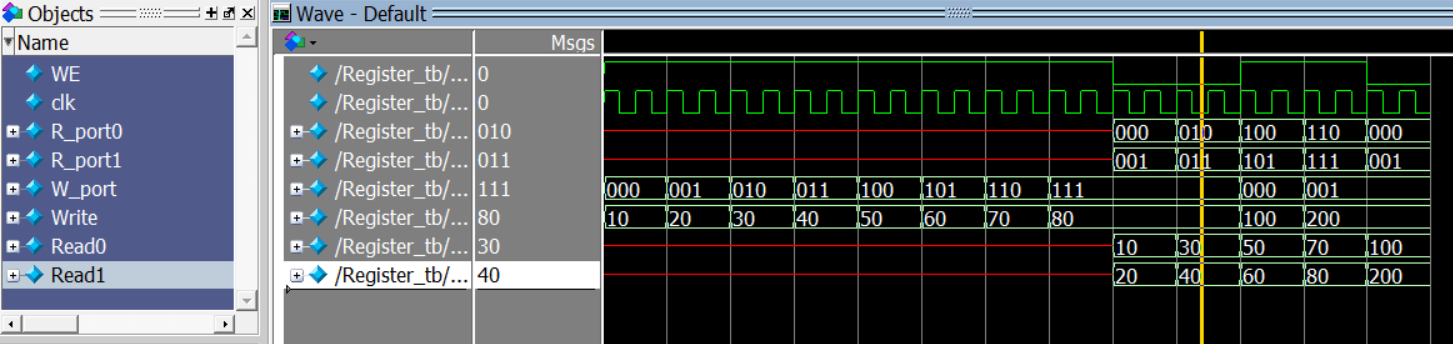 Objects
Wave - Default
Name
Msgs
WE
/Register_tb/... 0
clk
/Register_tb/... 0
R_port0
/Register_tb/... 010 000 010 100 110 000
R_port1
/Register_tb/... 011 001 011 101 111 001
W_port
/Register_tb/... 111 000 001 010 011 100 101 110 111 000 001
Write
/Register_tb/... 80 10 20 30 40 50 60 70 80 100 200
Read0
/Register_tb/... 30 10 30 50 70 100
Read1
/Register_tb/... 40 20 40 60 80 200